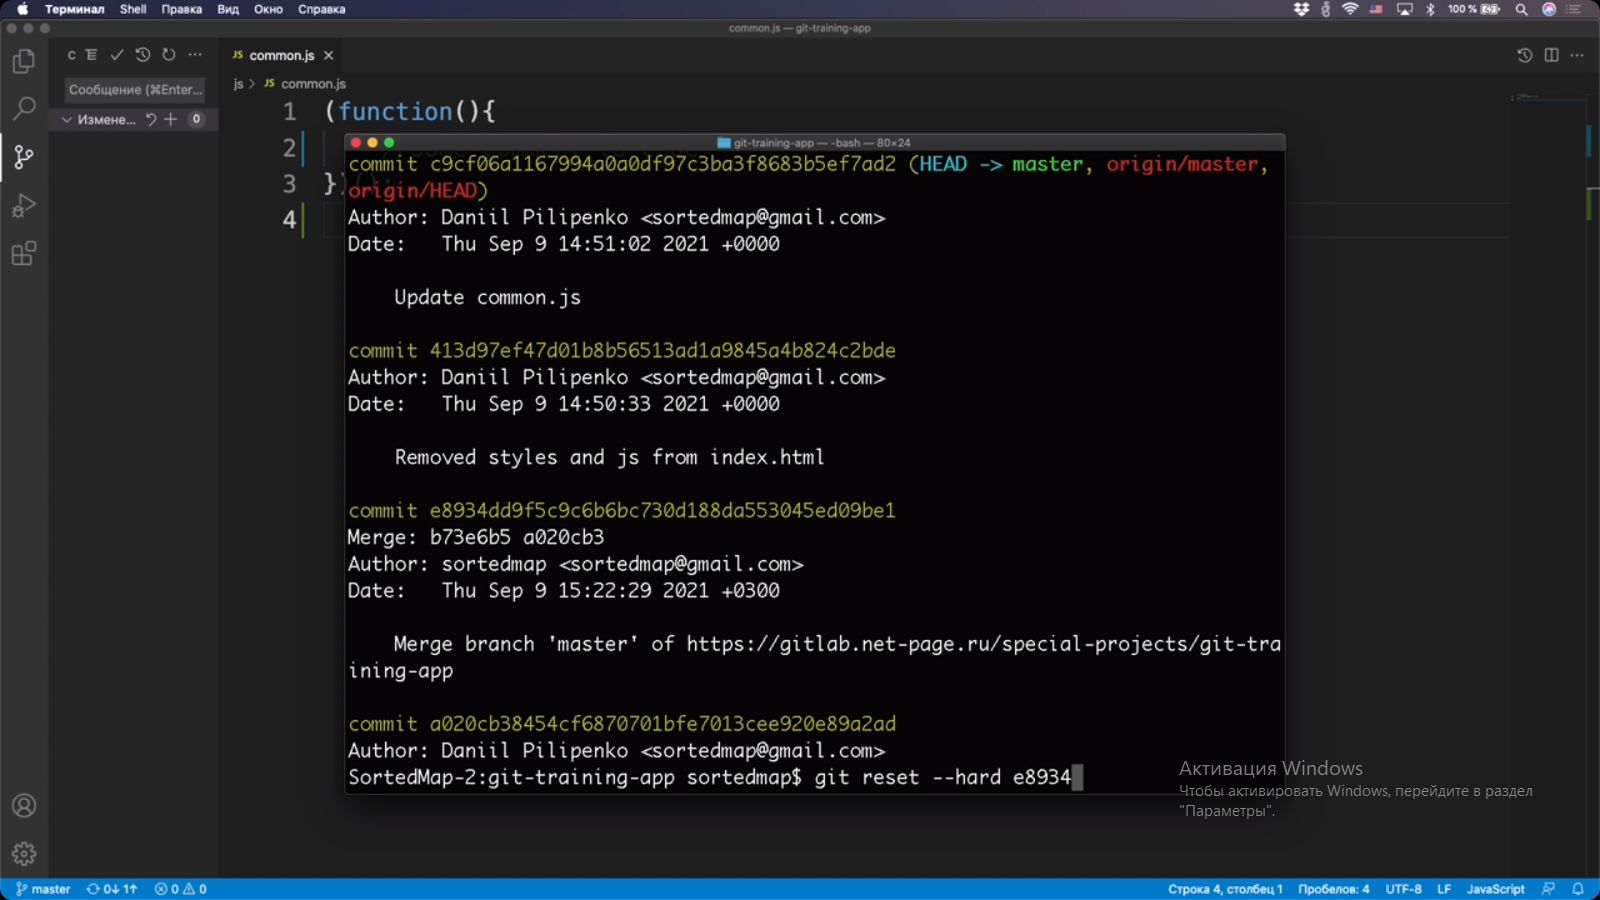 Терминал Shell Правка Вид Окно Справка 100 %
common.js — git-training-app
JS common.js
Сообщение (⌘Enter...
js > JS common.js
Измене... 0
1 (function(){
2
3 })();
4
git-training-app — -bash — 80×24
commit c9cf06a1167994a0a0df97c3ba3f8683b5ef7ad2 (HEAD -> master, origin/master,
origin/HEAD)
Author: Daniil Pilipenko <sortedmap@gmail.com>
Date:   Thu Sep 9 14:51:02 2021 +0000
Update common.js
commit 413d97ef47d01b8b56513ad1a9845a4b824c2bde
Author: Daniil Pilipenko <sortedmap@gmail.com>
Date:   Thu Sep 9 14:50:33 2021 +0000
Removed styles and js from index.html
commit e8934dd9f5c9c6b6bc730d188da553045ed09be1
Merge: b73e6b5 a020cb3
Author: sortedmap <sortedmap@gmail.com>
Date:   Thu Sep 9 15:22:29 2021 +0300
Merge branch 'master' of https://gitlab.net-page.ru/special-projects/git-tra
ining-app
commit a020cb38454cf6870701bfe7013cee920e89a2ad
Author: Daniil Pilipenko <sortedmap@gmail.com>
SortedMap-2:git-training-app sortedmap$ git reset --hard e8934
Активация Windows
Чтобы активировать Windows, перейдите в раздел
"Параметры".
master 0↓ 1↑ 0 0 Строка 4, столбец 1 Пробелов: 4 UTF-8 LF JavaScript